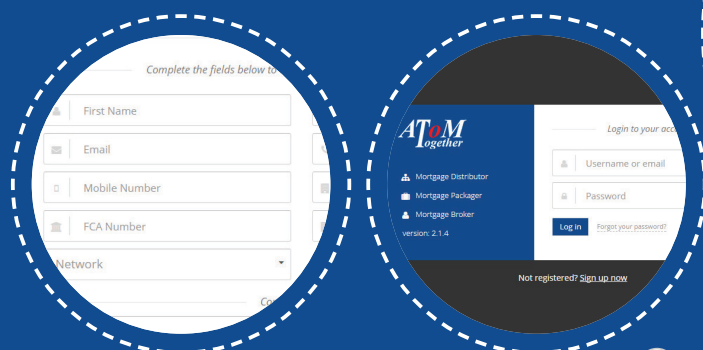 Complete the fields below to
First Name
Email
Mobile Number
FCA Number
Network
AToM
Together
Login to your acc
Mortgage Distributor
Mortgage Packager
Mortgage Broker
version: 2.1.4
Username or email
Password
Log in
Forgot your password?
Not registered? Sign up now